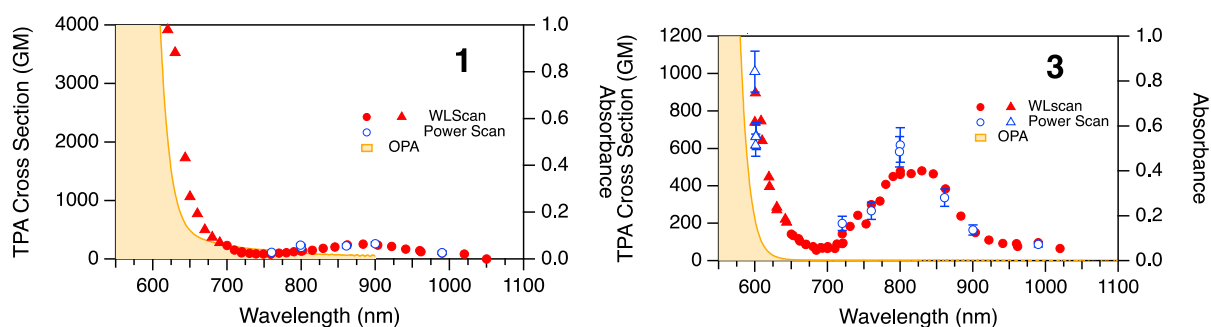 4000
3000
2000
1000
0
TPA Cross Section (GM)
1
WLScan
Power Scan
OPA
1.0
0.8
0.6
0.4
0.2
0.0
Absorbance
600 700 800 900 1000 1100
Wavelength (nm)
1200
1000
800
600
400
200
0
TPA Cross Section (GM)
3
WLscan
Power Scan
OPA
1.0
0.8
0.6
0.4
0.2
0.0
Absorbance
600 700 800 900 1000 1100
Wavelength (nm)